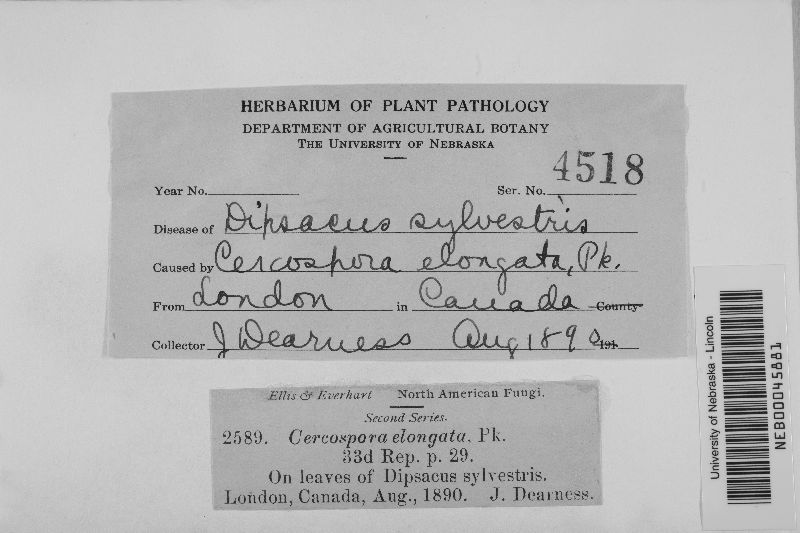 HERBARIUM OF PLANT PATHOLOGY
DEPARTMENT OF AGRICULTURAL BOTANY
THE UNIVERSITY OF NEBRASKA
Year No. Ser. No. 4518
Disease of Dipsacus sylvestris
Caused by Cercospora elongata, Pk.
From London in Canada County
Collector J Dearness Aug 1890 191
Ellis & Everhart North American Fungi.
Second Series.
2589. Cercospora elongata, Pk.
33d Rep. p. 29.
On leaves of Dipsacus sylvestris.
London, Canada, Aug., 1890. J. Dearness.
University of Nebraska - Lincoln
NEB00045881